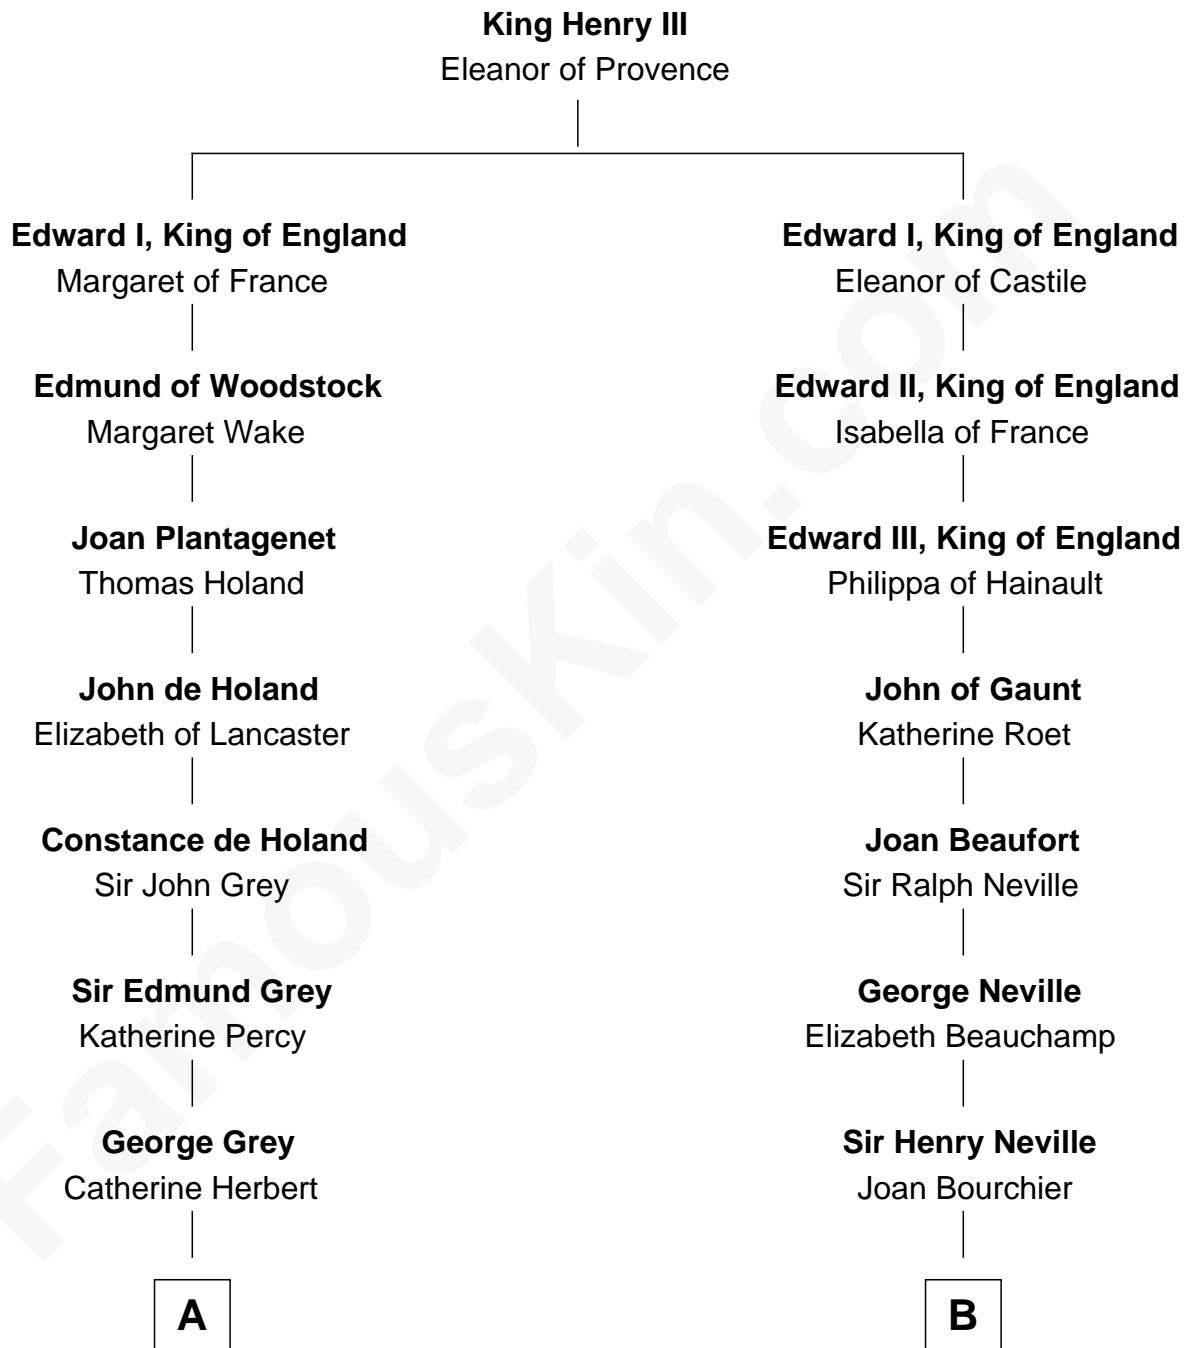 King Henry III
Eleanor of Provence
Edward I, King of England
Margaret of France
Edward I, King of England
Eleanor of Castile
Edmund of Woodstock
Margaret Wake
Edward II, King of England
Isabella of France
Joan Plantagenet
Thomas Holand
Edward III, King of England
Philippa of Hainault
John de Holand
Elizabeth of Lancaster
John of Gaunt
Katherine Roet
Constance de Holand
Sir John Grey
Joan Beaufort
Sir Ralph Neville
Sir Edmund Grey
Katherine Percy
George Neville
Elizabeth Beauchamp
George Grey
Catherine Herbert
Sir Henry Neville
Joan Bourchier
A
B
FamousKin.com